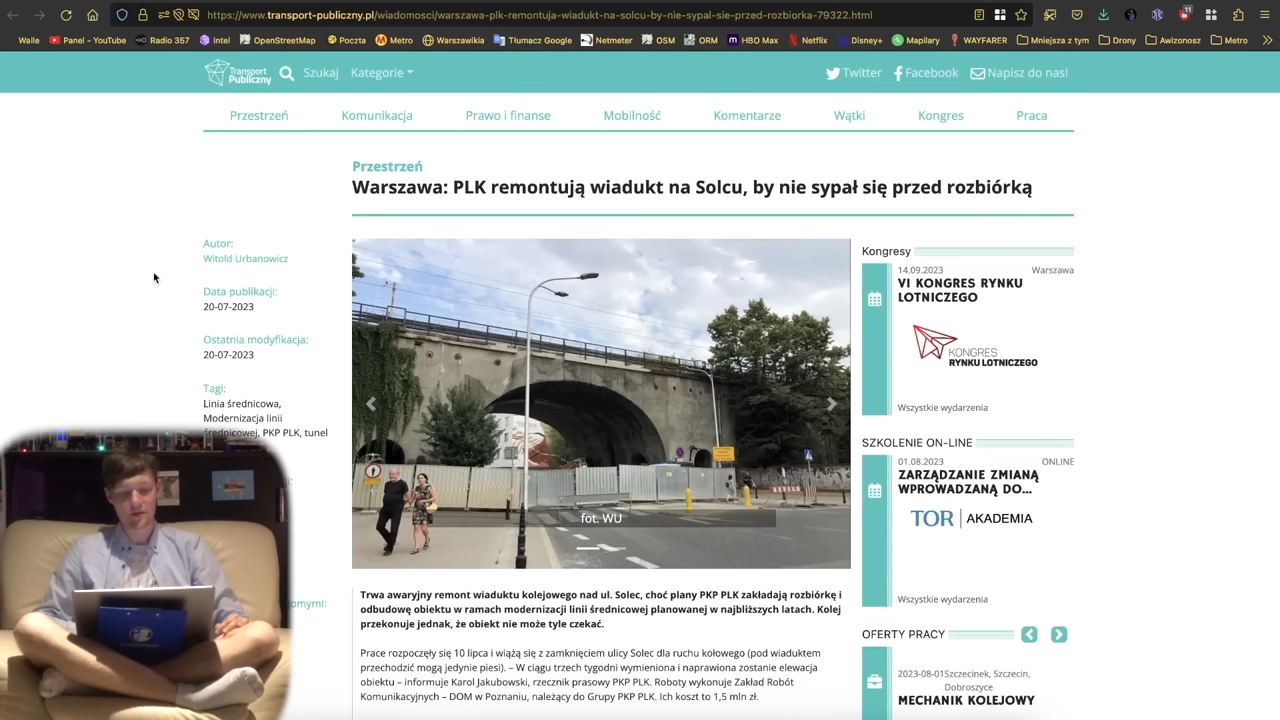 https://www.transport-publiczny.pl/wiadomosci/warszawa-plk-remontuja-wiadukt-na-solcu-by-nie-sypal-sie-przed-rozbiorka-79322.html
11
Walle Panel - YouTube Radio 357 Intel OpenStreetMap Poczta Metro Warszawikia Tłumacz Google Netmeter OSM ORM HBO Max Netflix Disney+ Mapilary WAYFARER Mniejsza z tym Drony Awizonosz Metro
Transport Publiczny Szukaj Kategorie Twitter Facebook Napisz do nas!
Przestrzeń Komunikacja Prawo i finanse Mobilność Komentarze Wątki Kongres Praca
Przestrzeń
Warszawa: PLK remontują wiadukt na Solcu, by nie sypał się przed rozbiórką
Autor:
Witold Urbanowicz
Data publikacji:
20-07-2023
Ostatnia modyfikacja:
20-07-2023
Tagi:
Linia średnicowa,
Modernizacja linii
średnicowej, PKP PLK, tunel
omymi:
fot. WU
Trwa awaryjny remont wiaduktu kolejowego nad ul. Solec, choć plany PKP PLK zakładają rozbiórkę i
odbudowę obiektu w ramach modernizacji linii średnicowej planowanej w najbliższych latach. Kolej
przekonuje jednak, że obiekt nie może tyle czekać.
Prace rozpoczęły się 10 lipca i wiążą się z zamknięciem ulicy Solec dla ruchu kołowego (pod wiaduktem
przechodzić mogą jedynie piesi). – W ciągu trzech tygodni wymieniona i naprawiona zostanie elewacja
obiektu – informuje Karol Jakubowski, rzecznik prasowy PKP PLK. Roboty wykonuje Zakład Robót
Komunikacyjnych – DOM w Poznaniu, należący do Grupy PKP PLK. Ich koszt to 1,5 mln zł.
Kongresy
14.09.2023 Warszawa
VI KONGRES RYNKU
LOTNICZEGO
KONGRES
RYNKU LOTNICZEGO
Wszystkie wydarzenia
SZKOLENIE ON-LINE
01.08.2023 ONLINE
ZARZĄDZANIE ZMIANĄ
WPROWADZANĄ DO...
TOR AKADEMIA
Wszystkie wydarzenia
OFERTY PRACY
2023-08-01Szczecinek, Szczecin,
Dobroszyce
MECHANIK KOLEJOWY